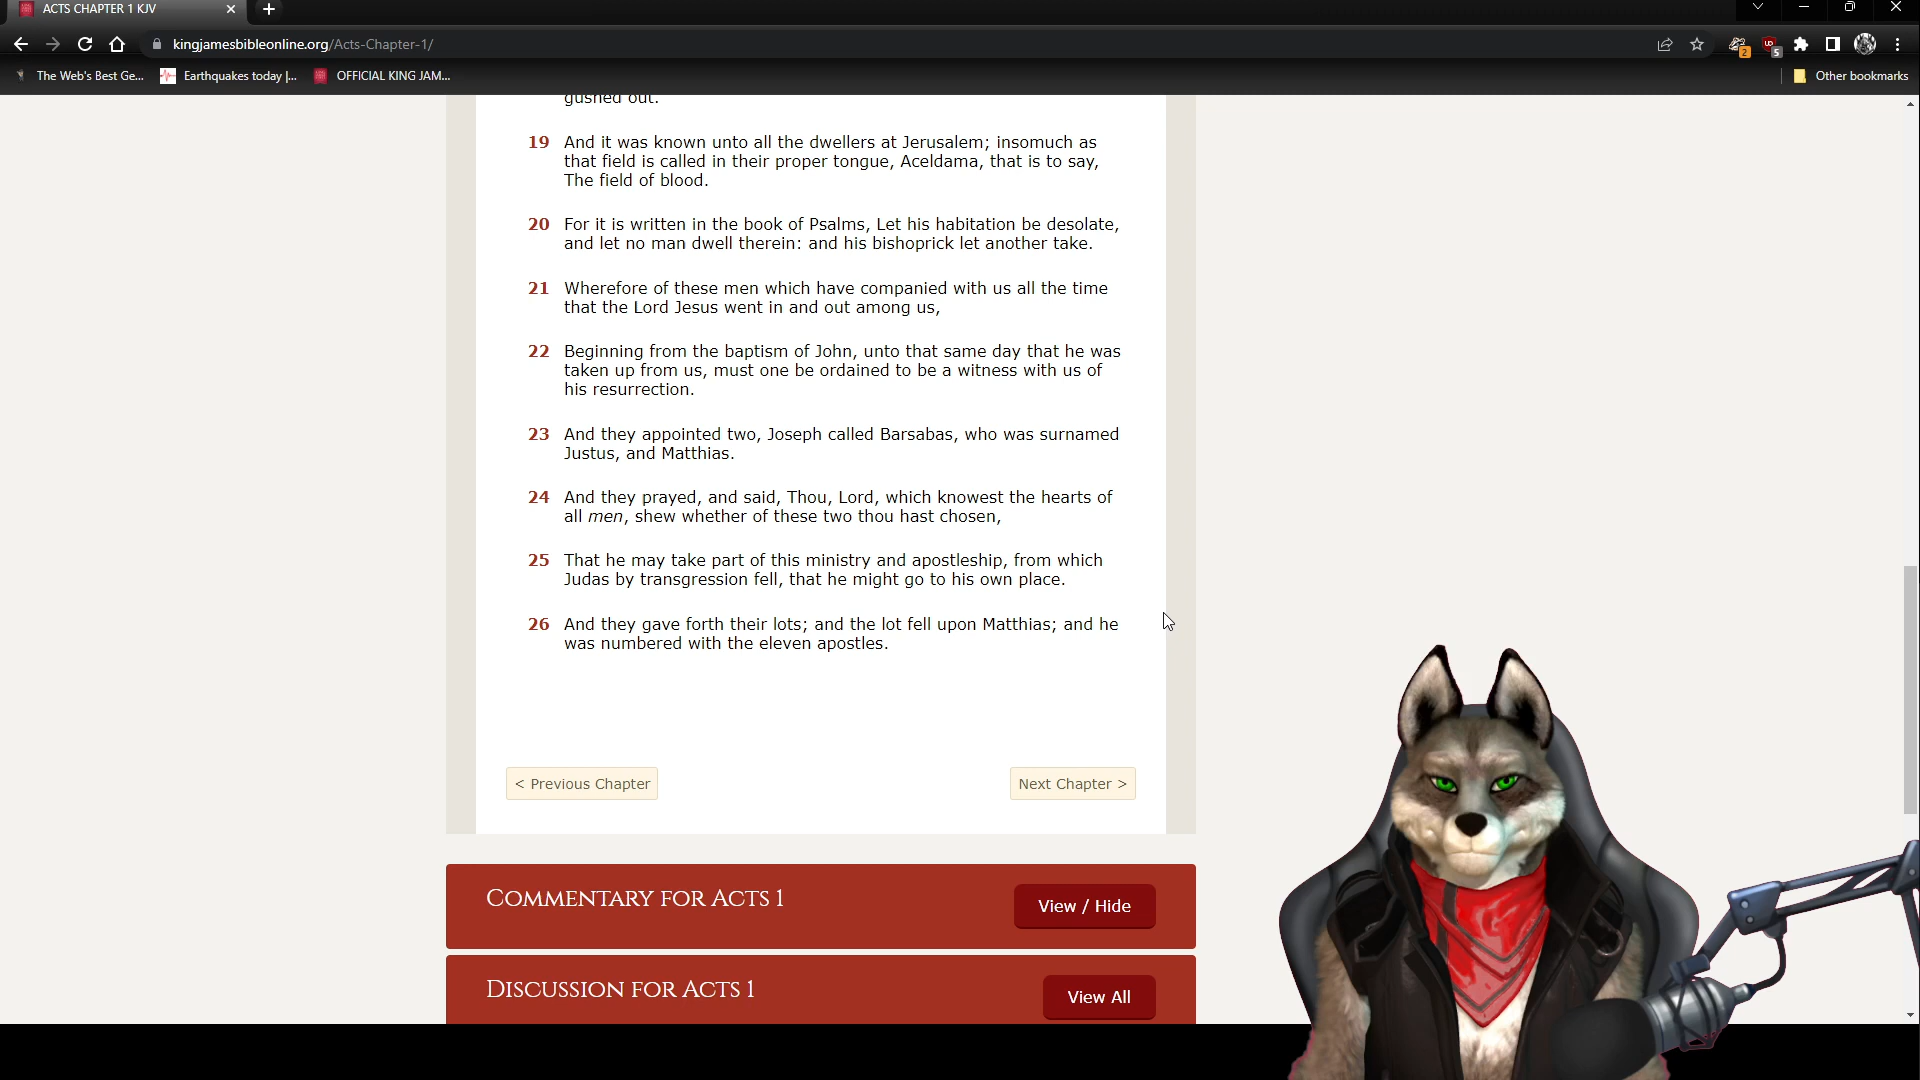 ACTS CHAPTER 1 KJV
kingjamesbibleonline.org/Acts-Chapter-1/
2
5
The Web's Best Ge...
Earthquakes today |...
OFFICIAL KING JAM...
Other bookmarks
gushed out.
19 And it was known unto all the dwellers at Jerusalem; insomuch as
that field is called in their proper tongue, Aceldama, that is to say,
The field of blood.
20 For it is written in the book of Psalms, Let his habitation be desolate,
and let no man dwell therein: and his bishoprick let another take.
21 Wherefore of these men which have companied with us all the time
that the Lord Jesus went in and out among us,
22 Beginning from the baptism of John, unto that same day that he was
taken up from us, must one be ordained to be a witness with us of
his resurrection.
23 And they appointed two, Joseph called Barsabas, who was surnamed
Justus, and Matthias.
24 And they prayed, and said, Thou, Lord, which knowest the hearts of
all men, shew whether of these two thou hast chosen,
25 That he may take part of this ministry and apostleship, from which
Judas by transgression fell, that he might go to his own place.
26 And they gave forth their lots; and the lot fell upon Matthias; and he
was numbered with the eleven apostles.
< Previous Chapter
Next Chapter >
Commentary for Acts 1
View / Hide
Discussion for Acts 1
View All